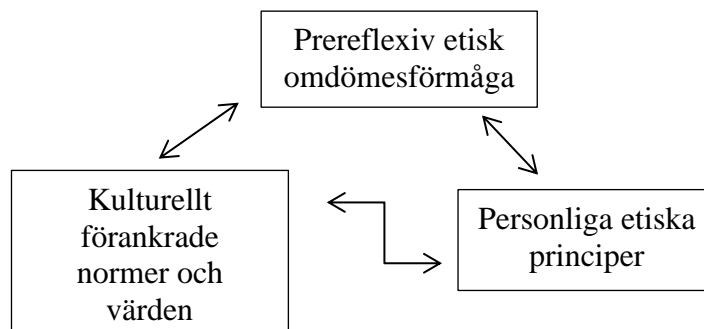 Prereflexiv etisk
omdömesförmåga
Kulturellt
förankrade
normer och
värden
Personliga etiska
principer